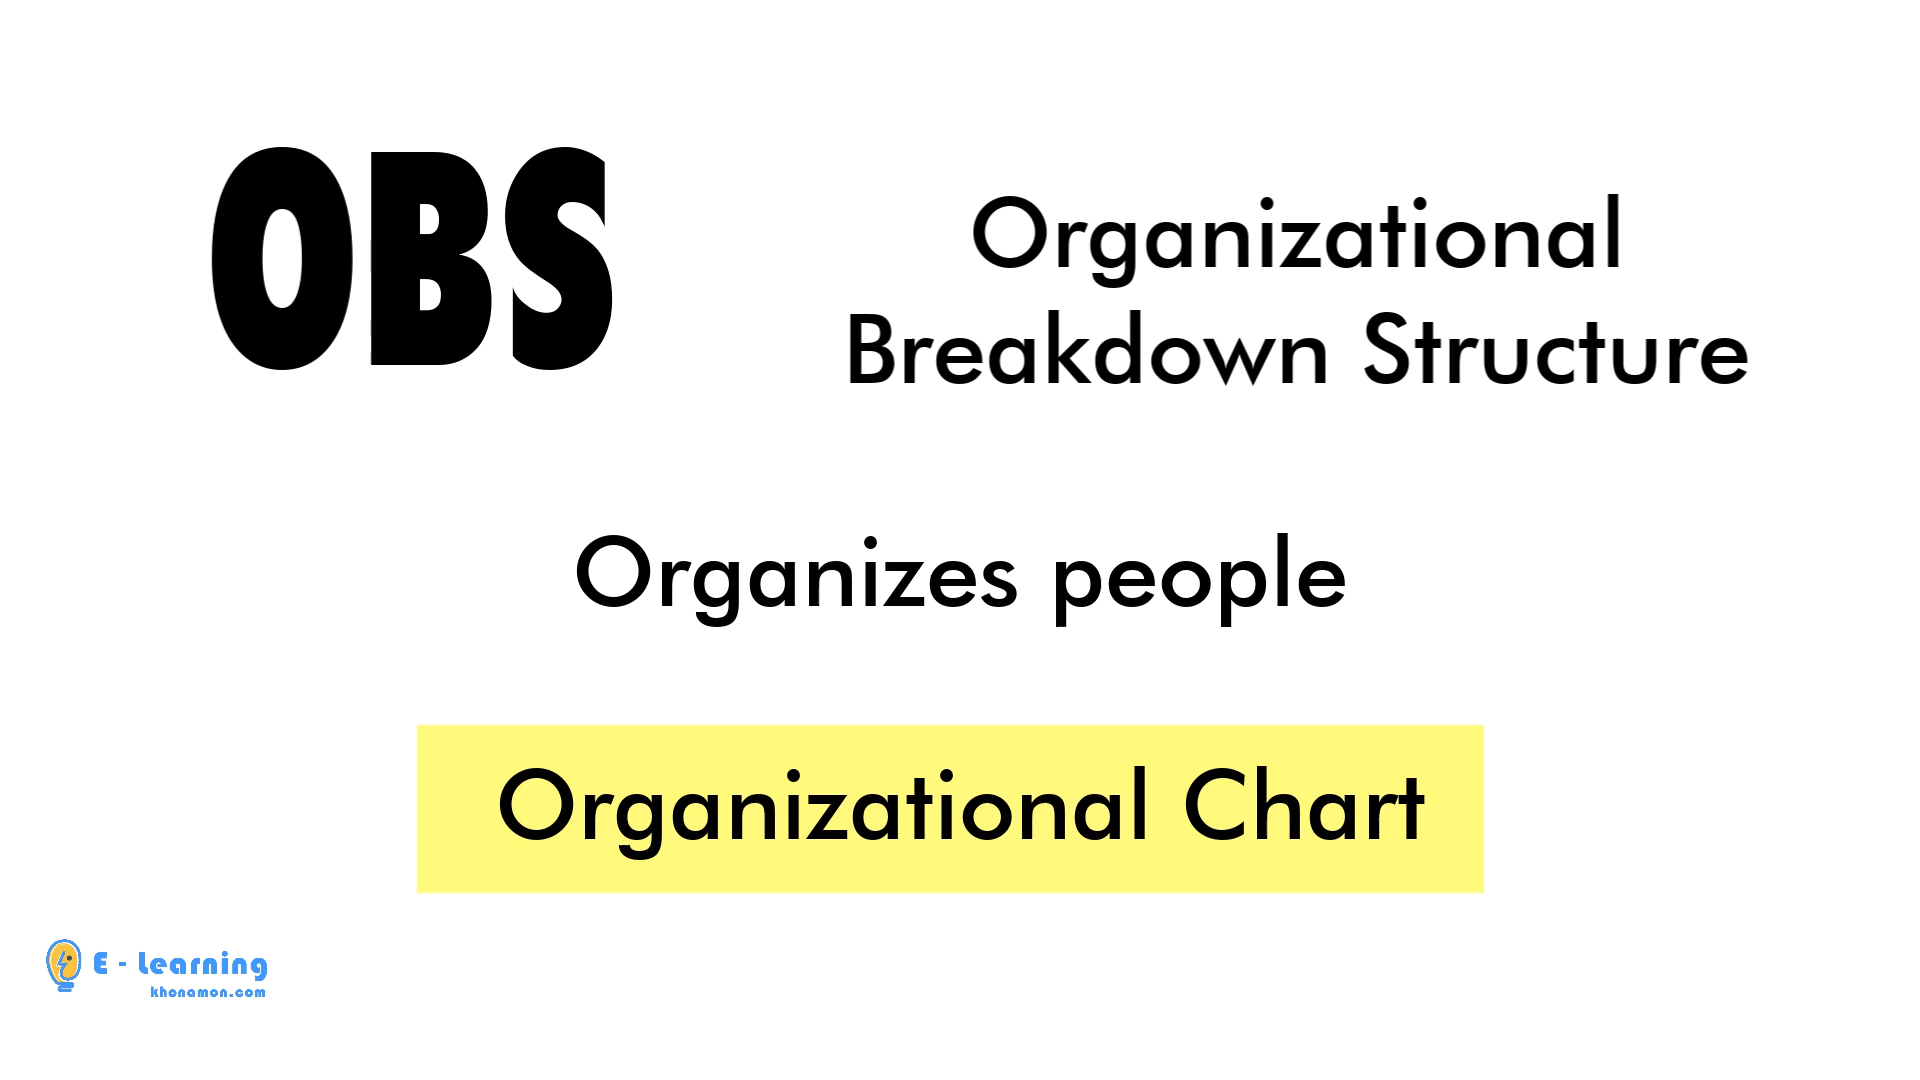 OBS
Organizational
Breakdown Structure
Organizes people
Organizational Chart
E - Learning
khonamon.com